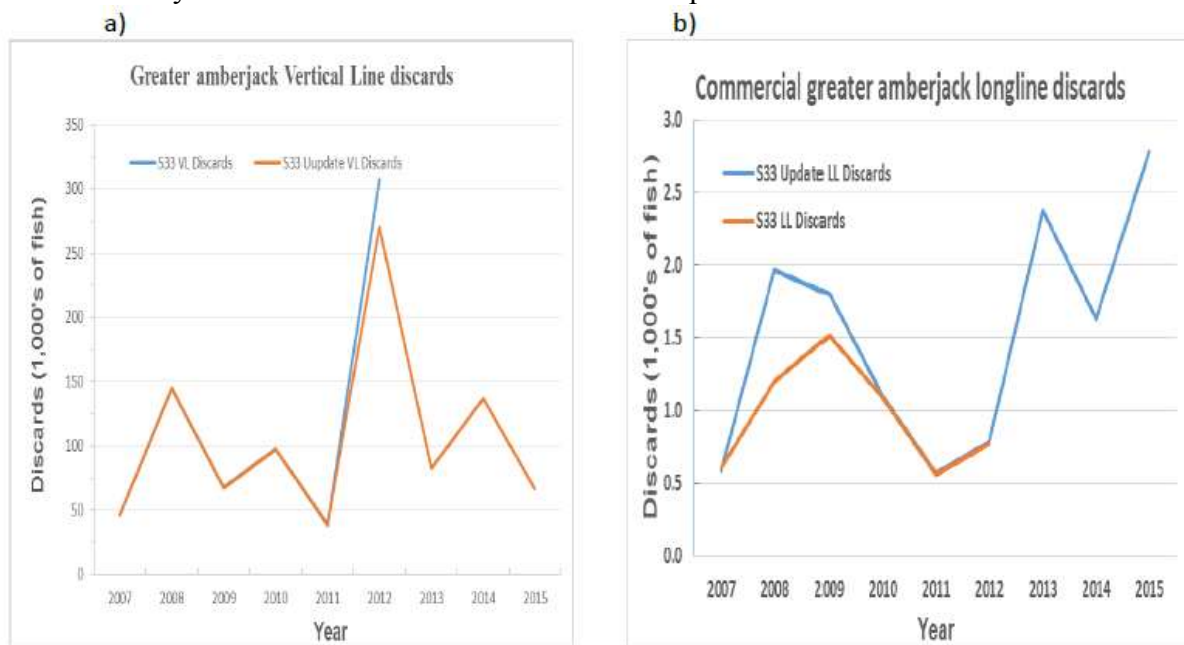 a)
Greater amberjack Vertical Line discards
350
300
250
200
150
100
50
0
S33 VL Discards
S33 Uupdate VL Discards
Discards (1,000's of fish)
2007 2008 2009 2010 2011 2012 2013 2014 2015
Year
b)
Commercial greater amberjack longline discards
3.0
2.5
2.0
1.5
1.0
0.5
0.0
S33 Update LL Discards
S33 LL Discards
Discards (1,000's of fish)
2007 2008 2009 2010 2011 2012 2013 2014 2015
Year